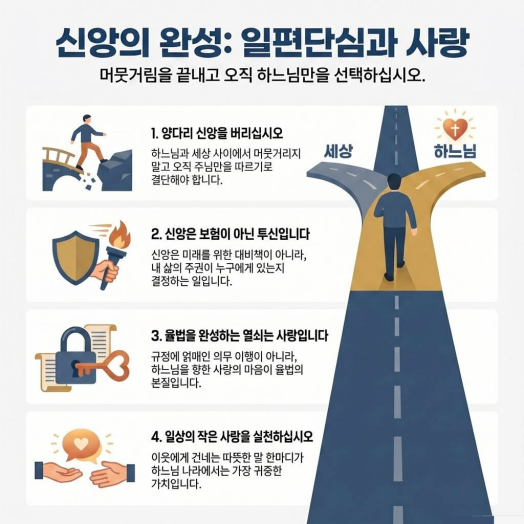 신앙의 완성: 일편단심과 사랑
머뭇거림을 끝내고 오직 하느님만을 선택하십시오.
1. 양다리 신앙을 버리십시오
하느님과 세상 사이에서 머뭇거리지
말고 오직 주님만을 따르기로
결단해야 합니다.
세상
하느님
2. 신앙은 보험이 아닌 투신입니다
신앙은 미래를 위한 대비책이 아니라,
내 삶의 주권이 누구에게 있는지
결정하는 일입니다.
3. 율법을 완성하는 열쇠는 사랑입니다
규정에 얽매인 의무 이행이 아니라,
하느님을 향한 사랑의 마음이 율법의
본질입니다.
4. 일상의 작은 사랑을 실천하십시오
이웃에게 건네는 따뜻한 말 한마디가
하느님 나라에서는 가장 귀중한
가치입니다.